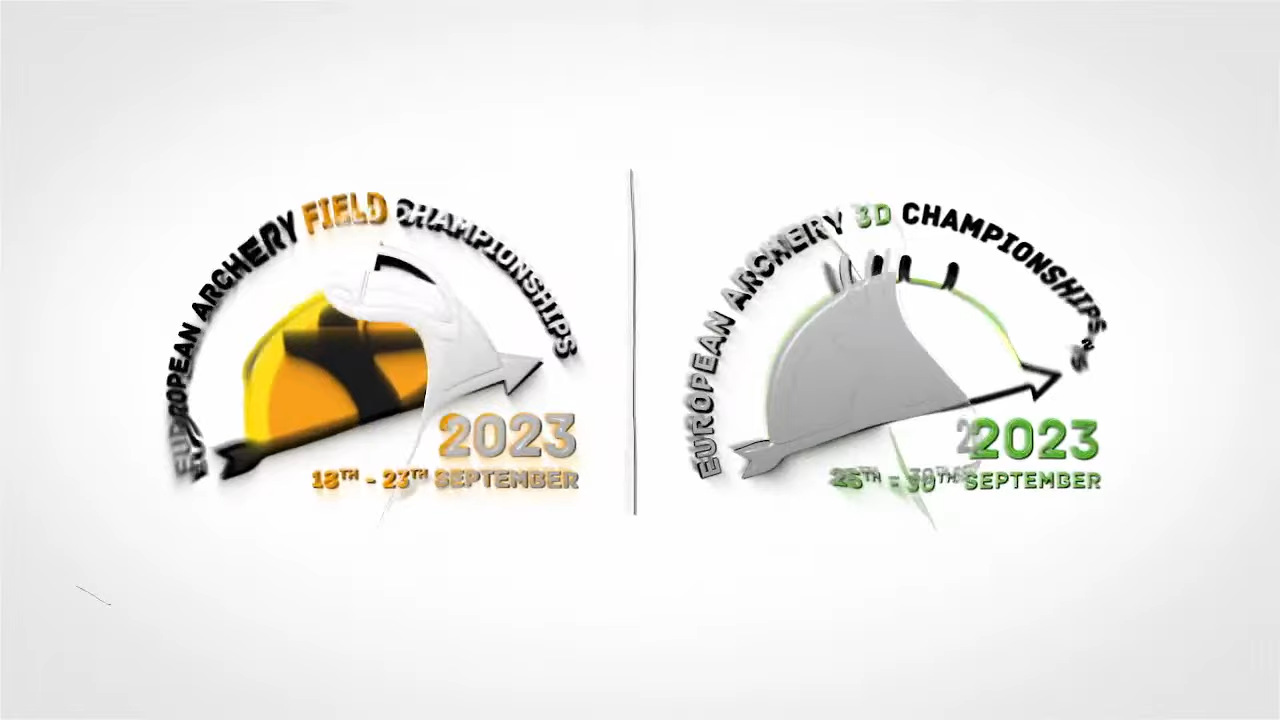 EUROPEAN ARCHERY FIELD CHAMPIONSHIPS
2023
18TH - 23TH SEPTEMBER
EUROPEAN ARCHERY 3D CHAMPIONSHIPS
2023
SEPTEMBER